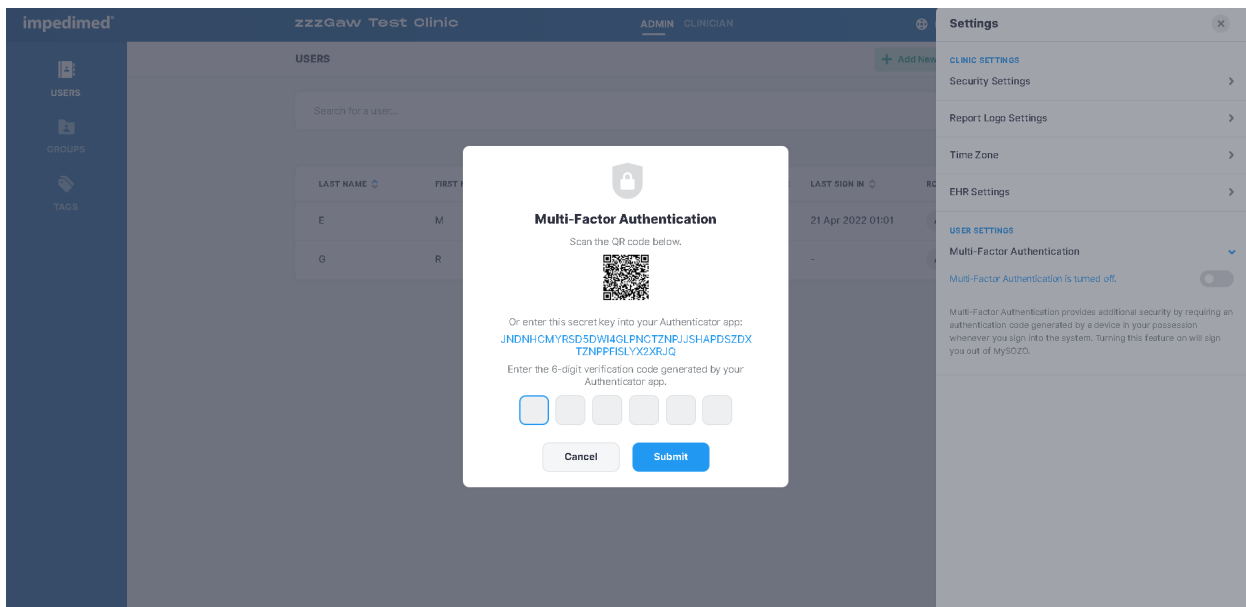 impedimed®
zzzGaw Test Clinic
ADMIN CLINICIAN
USERS
GROUPS
TAGS
USERS
Add New
Search for a user...
LAST NAME FIRST LAST SIGN IN
E M 21 Apr 2022 01:01
G R -
Multi-Factor Authentication
Scan the QR code below.
Or enter this secret key into your Authenticator app:
JNDNHCMYRSD5DWI4GLPNCTZNPJJSHAPDSZDX
TZNPPFISLYX2XRJQ
Enter the 6-digit verification code generated by your
Authenticator app.
Cancel Submit
Settings
CLINIC SETTINGS
Security Settings
Report Logo Settings
Time Zone
EHR Settings
USER SETTINGS
Multi-Factor Authentication
Multi-Factor Authentication is turned off.
Multi-Factor Authentication provides additional security by requiring an
authentication code generated by a device in your possession
whenever you sign into the system. Turning this feature on will sign
you out of MySOZO.